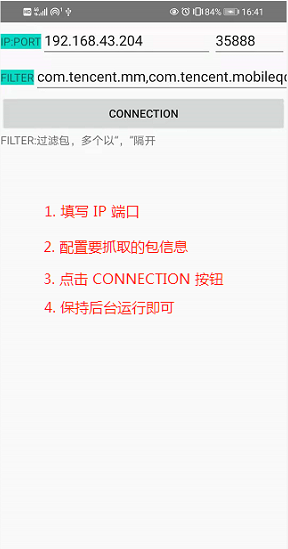 84% 16:41
IP:PORT 192.168.43.204 35888
FILTER com.tencent.mm,com.tencent.mobileqq
CONNECTION
FILTER:过滤包，多个以“，”隔开
1. 填写 IP 端口
2. 配置要抓取的包信息
3. 点击 CONNECTION 按钮
4. 保持后台运行即可